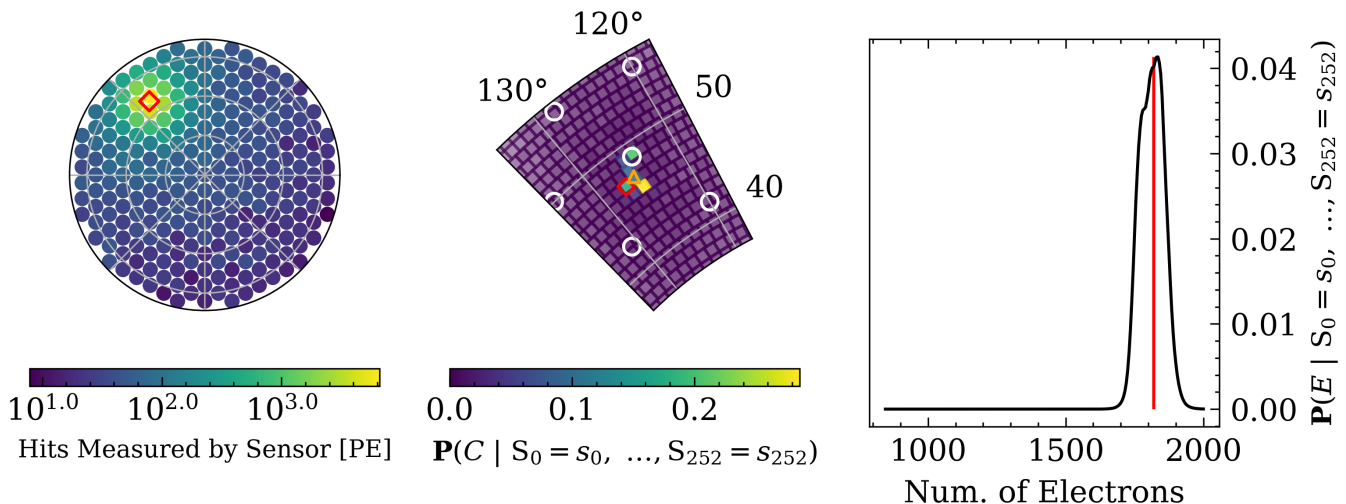 120°
130°
50
40
10^1.0 10^2.0 10^3.0
Hits Measured by Sensor [PE]
0.0 0.1 0.2
P(C | S₀ = s₀, ..., S₂₅₂ = s₂₅₂)
0.04
0.03
0.02
0.01
0.00
1000 1500 2000
Num. of Electrons
P(E | S₀ = s₀, ..., S₂₅₂ = s₂₅₂)